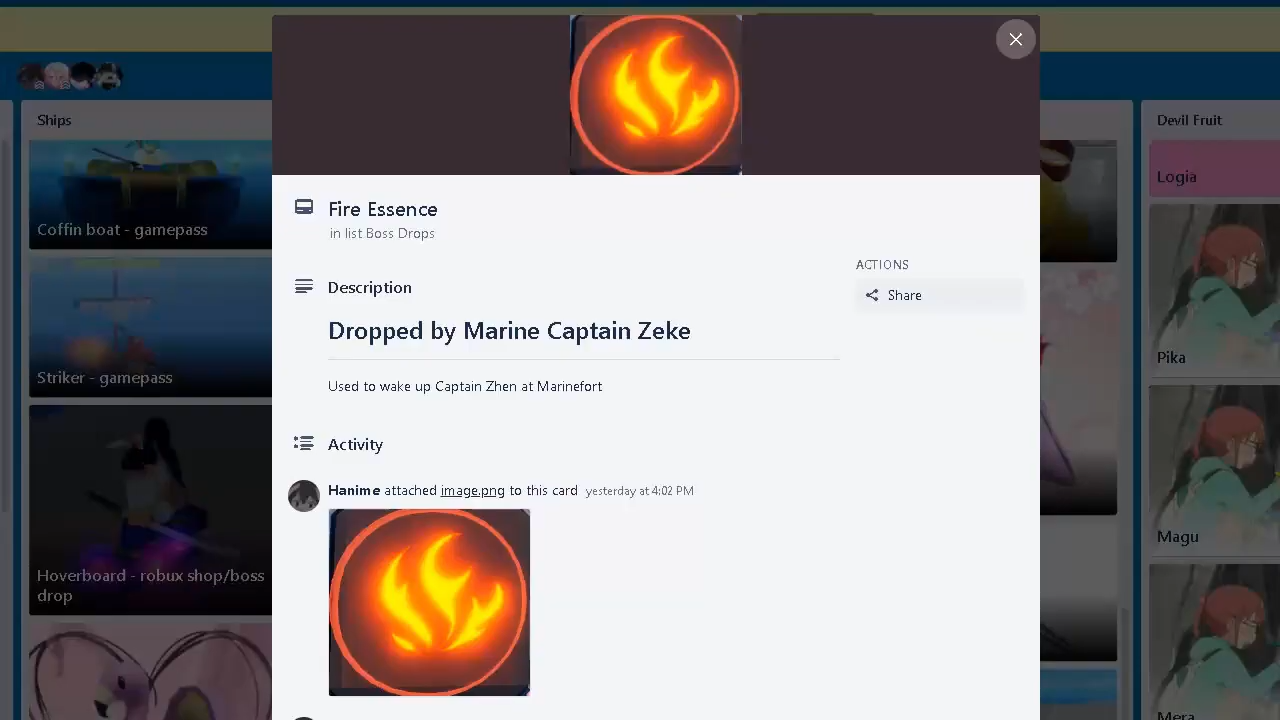 Ships
Coffin boat - gamepass
Striker - gamepass
Hoverboard - robux shop/boss
drop
Fire Essence
in list Boss Drops
Description
Dropped by Marine Captain Zeke
Used to wake up Captain Zhen at Marinefort
Activity
Hanime attached image.png to this card yesterday at 4:02 PM
ACTIONS
Share
Devil Fruit
Logia
Pika
Magu
Mera